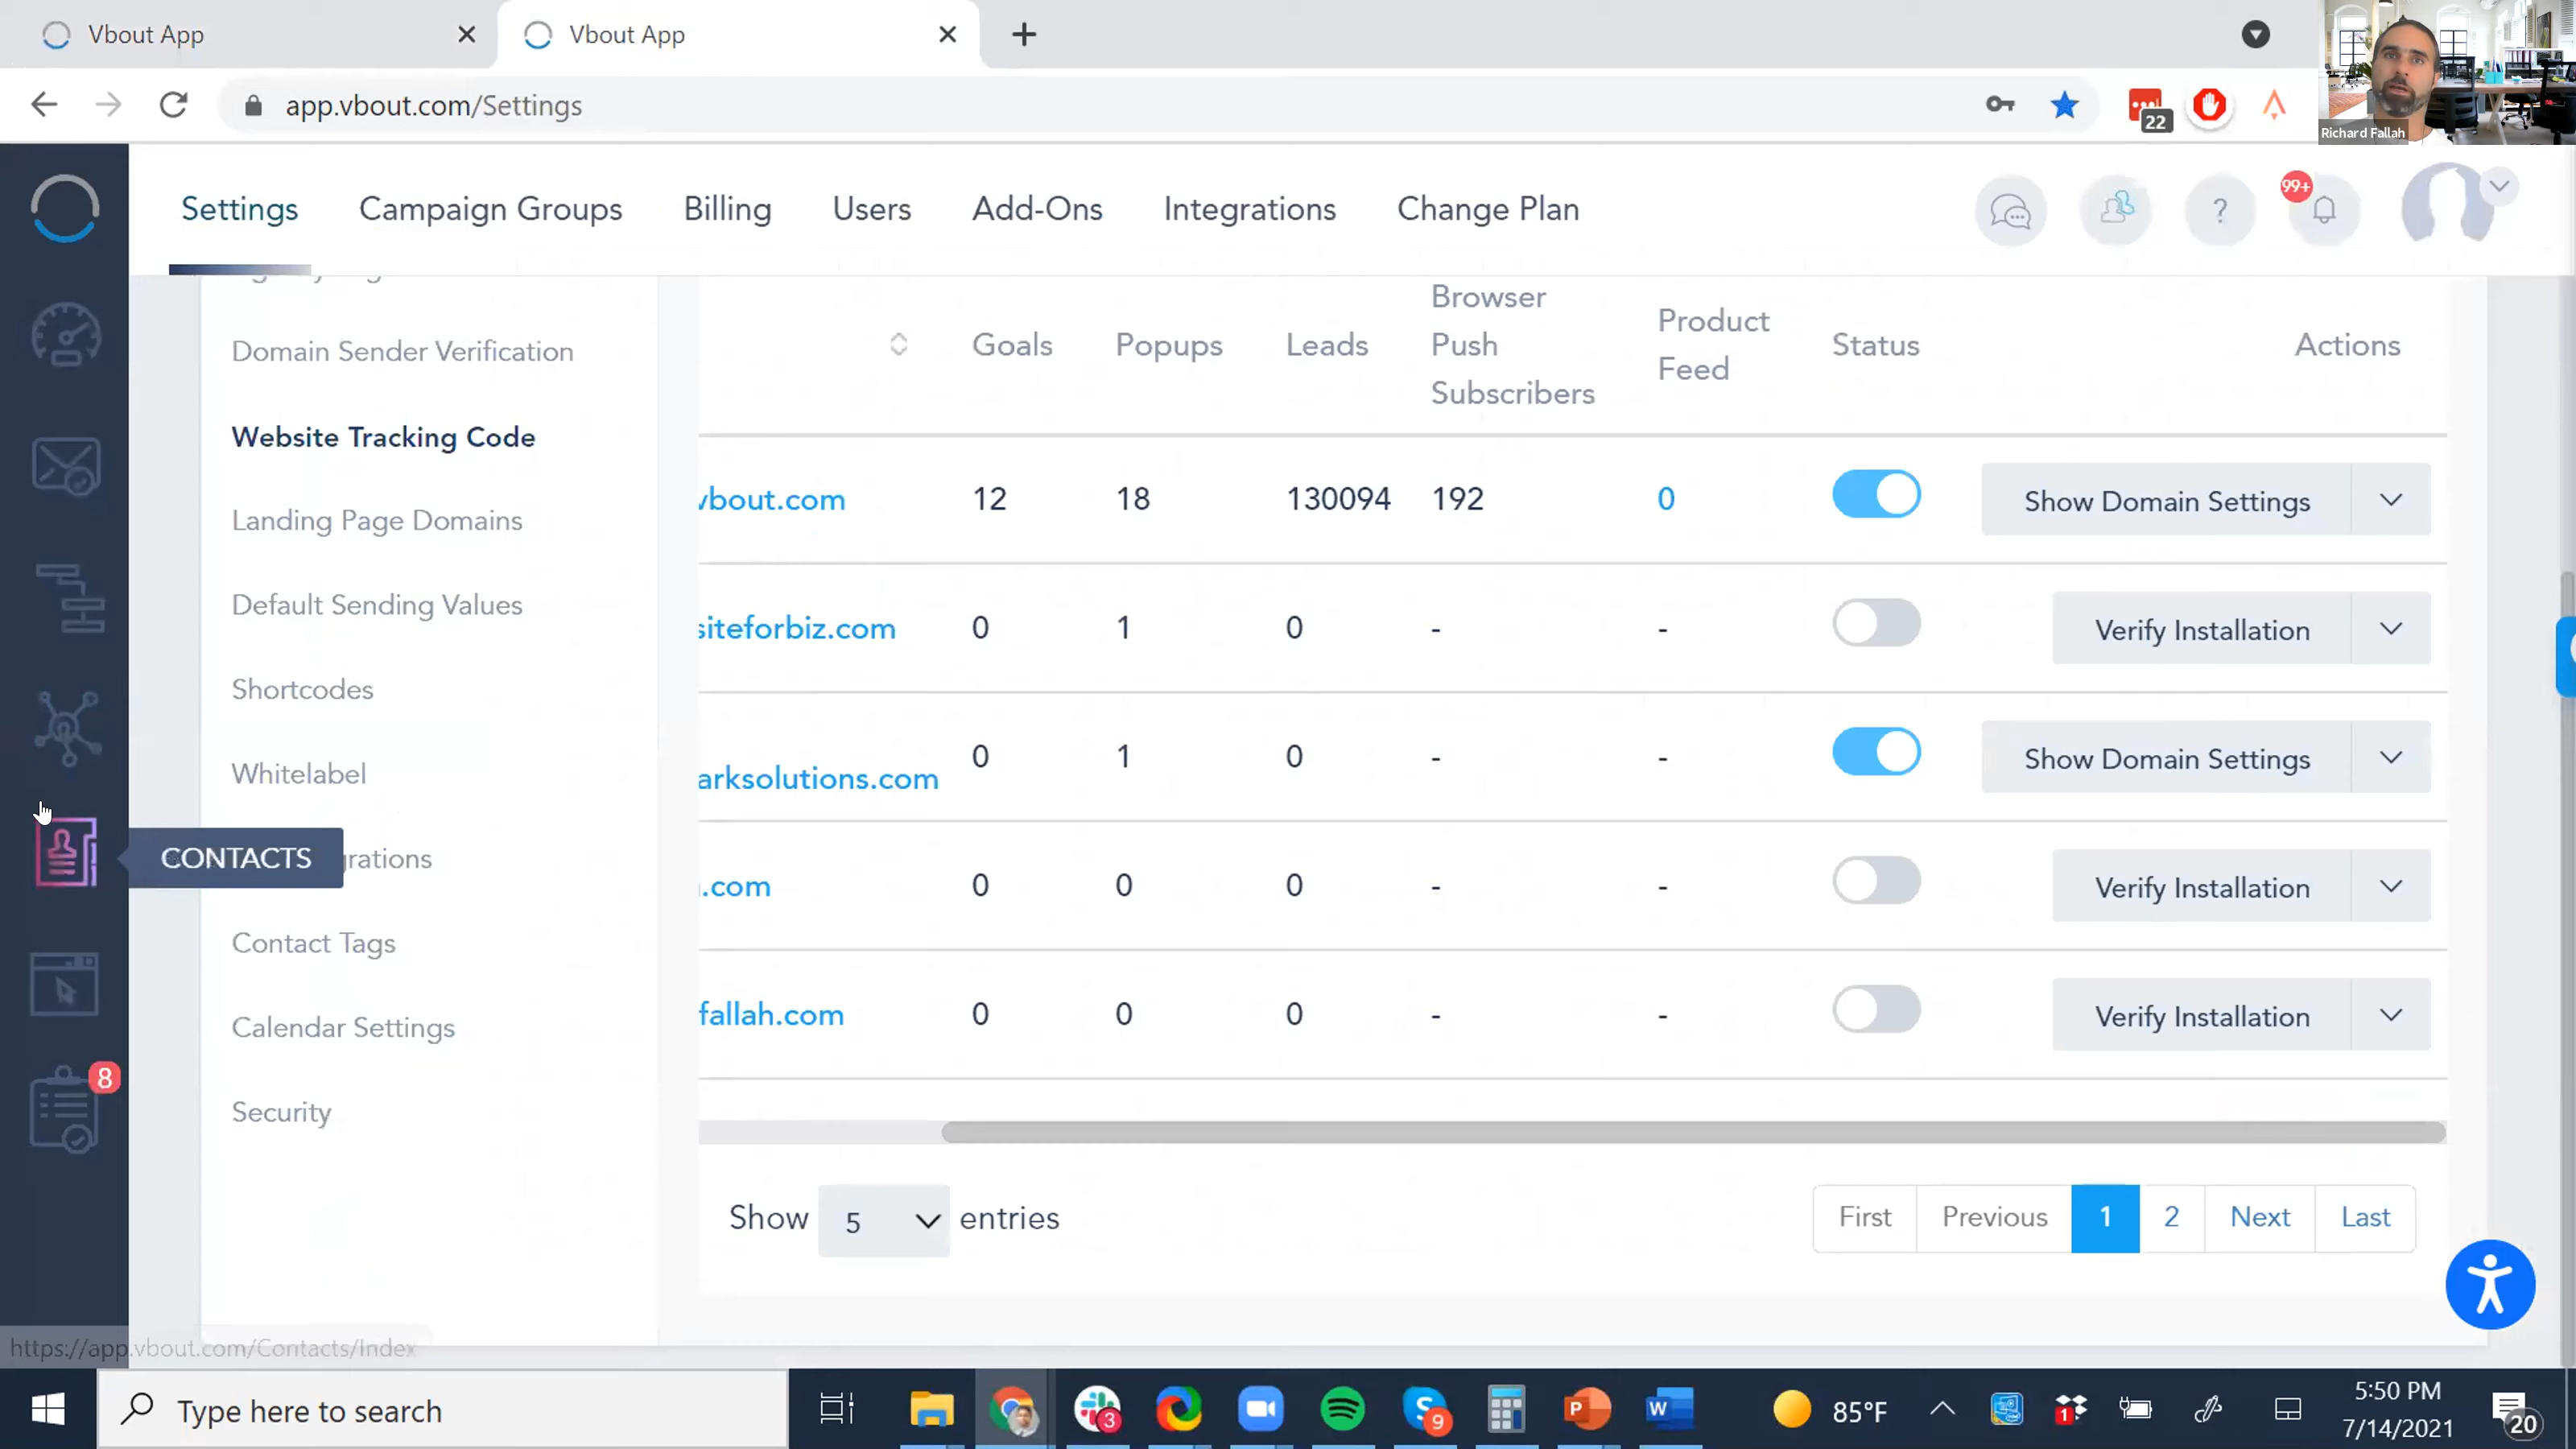 Vbout App
Vbout App
app.vbout.com/Settings
22
Richard Fallah
Settings
Campaign Groups
Billing
Users
Add-Ons
Integrations
Change Plan
?
99+
Domain Sender Verification
Website Tracking Code
Landing Page Domains
Default Sending Values
Shortcodes
Whitelabel
CONTACTS
grations
Contact Tags
Calendar Settings
Security
8
Goals
Popups
Leads
Browser
Push
Subscribers
Product
Feed
Status
Actions
vbout.com 12 18 130094 192 0 Show Domain Settings
siteforbiz.com 0 1 0 - - Verify Installation
arksolutions.com 0 1 0 - - Show Domain Settings
.com 0 0 0 - - Verify Installation
fallah.com 0 0 0 - - Verify Installation
Show 5 entries
First Previous 1 2 Next Last
https://app.vbout.com/Contacts/Index
Type here to search
3
9
P
W
85°F
1
5:50 PM
7/14/2021
20